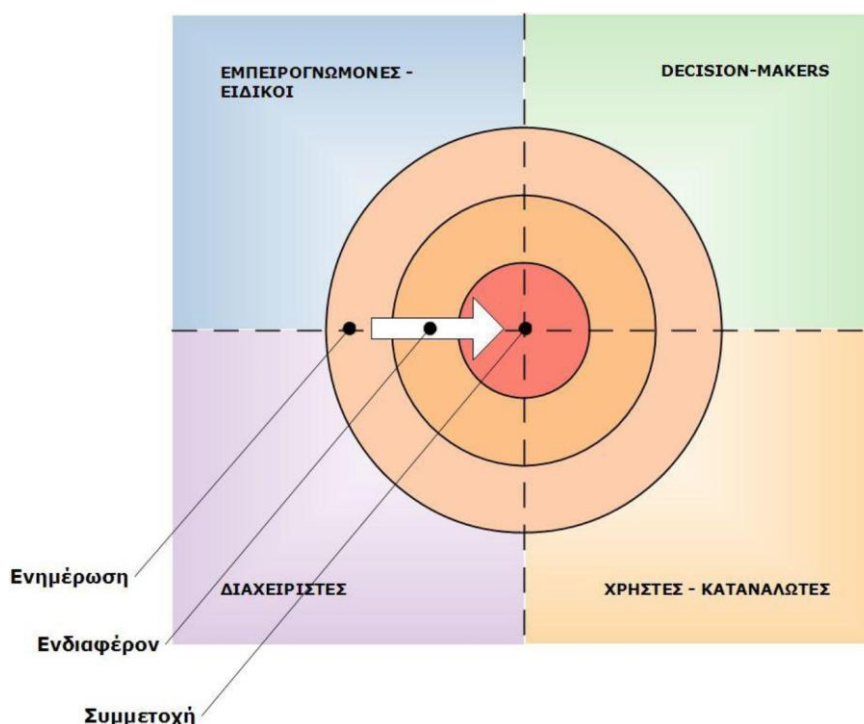 ΕΜΠΕΙΡΟΓΝΩΜΟΝΕΣ -
ΕΙΔΙΚΟΙ
DECISION-MAKERS
Ενημέρωση
ΔΙΑΧΕΙΡΙΣΤΕΣ
ΧΡΗΣΤΕΣ - ΚΑΤΑΝΑΛΩΤΕΣ
Ενδιαφέρον
Συμμετοχή